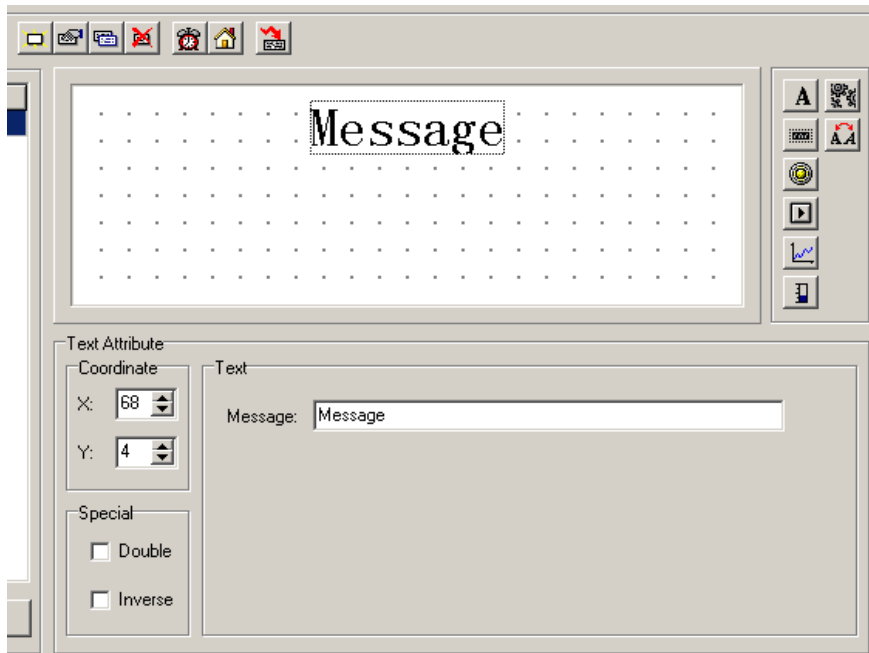 Message
A
A A
Text Attribute
Coordinate
X: 68
Y: 4
Special
Double
Inverse
Text
Message: Message